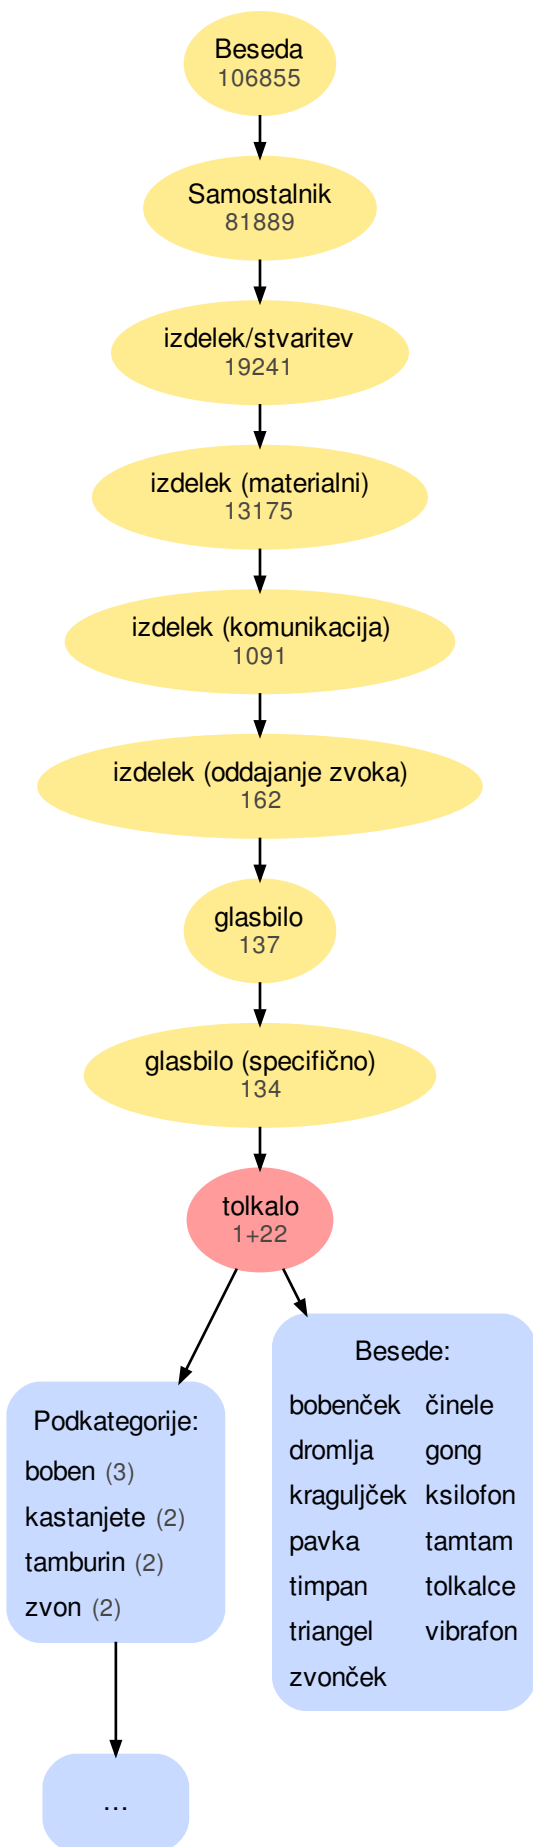 Beseda
106855
Samostalnik
81889
izdelek/stvaritev
19241
izdelek (materialni)
13175
izdelek (komunikacija)
1091
izdelek (oddajanje zvoka)
162
glasbilo
137
glasbilo (specifično)
134
tolkalo
1+22
Podkategorije:
boben (3)
kastanjete (2)
tamburin (2)
zvon (2)
...
Besede:
bobenček činele
dromlja gong
kraguljček ksilofon
pavka tamtam
timpan tolkalce
triangel vibrafon
zvonček